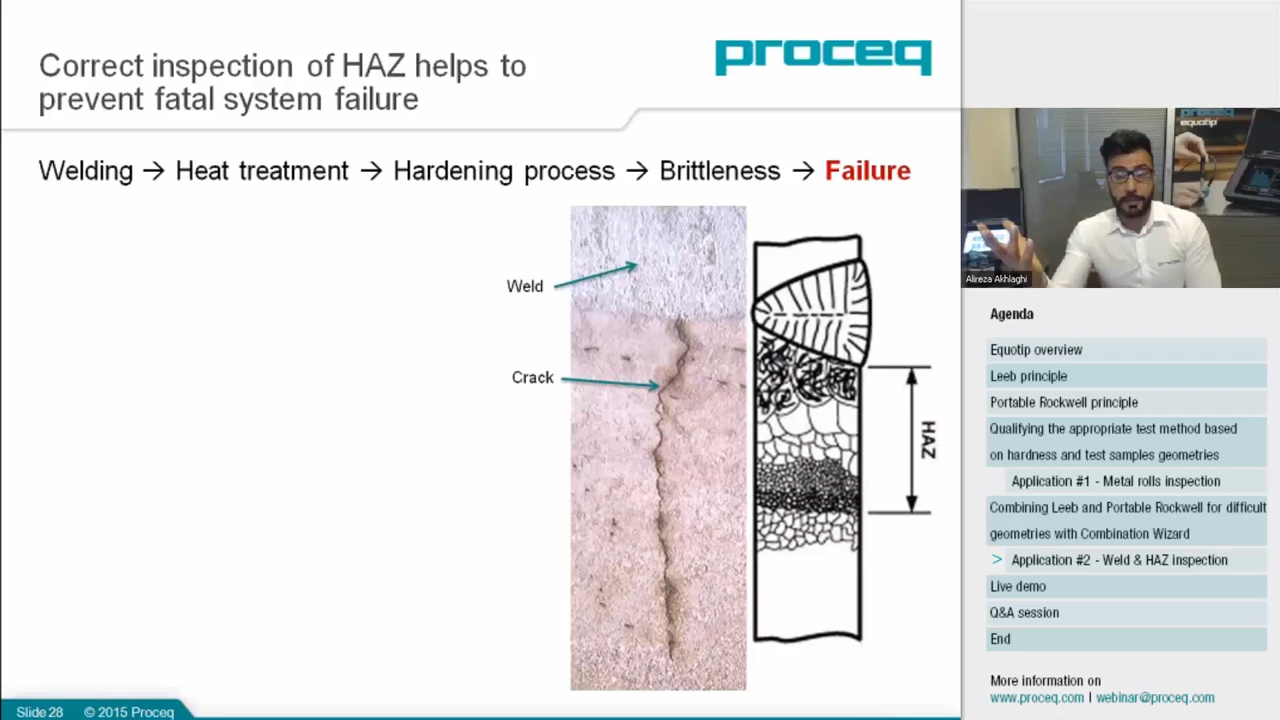 Correct inspection of HAZ helps to
prevent fatal system failure
proceq
Welding → Heat treatment → Hardening process → Brittleness → Failure
Weld
Crack
HAZ
Slide 28 © 2015 Proceq
proceq
equotip
Alireza Akhlaghi
Agenda
Equotip overview
Leeb principle
Portable Rockwell principle
Qualifying the appropriate test method based
on hardness and test samples geometries
Application #1 - Metal rolls inspection
Combining Leeb and Portable Rockwell for difficult
geometries with Combination Wizard
> Application #2 - Weld & HAZ inspection
Live demo
Q&A session
End
More information on
www.proceq.com | webinar@proceq.com